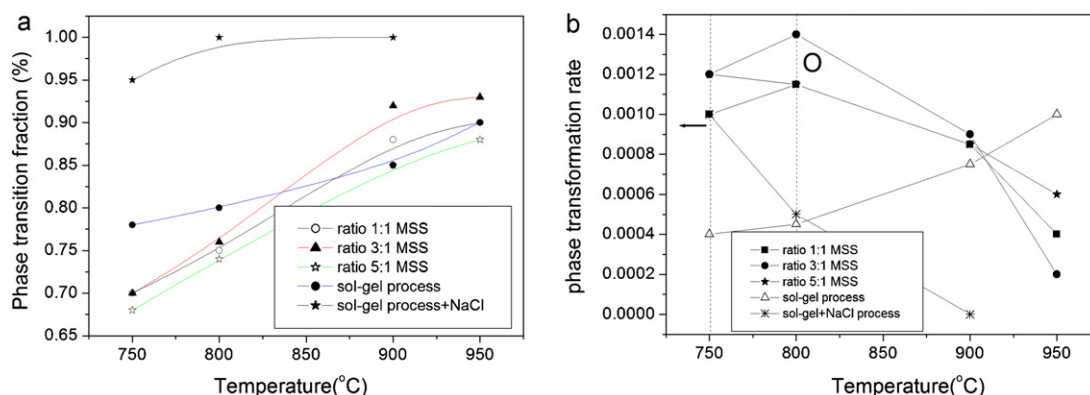 a
Phase transition fraction (%)
1.00
0.95
0.90
0.85
0.80
0.75
0.70
0.65
750
800
850
900
950
Temperature(°C)
ratio 1:1 MSS
ratio 3:1 MSS
ratio 5:1 MSS
sol-gel process
sol-gel process+NaCl
b
phase transformation rate
0.0014
0.0012
0.0010
0.0008
0.0006
0.0004
0.0002
0.0000
O
750
800
850
900
950
Temperature(°C)
ratio 1:1 MSS
ratio 3:1 MSS
ratio 5:1 MSS
sol-gel process
sol-gel+NaCl process